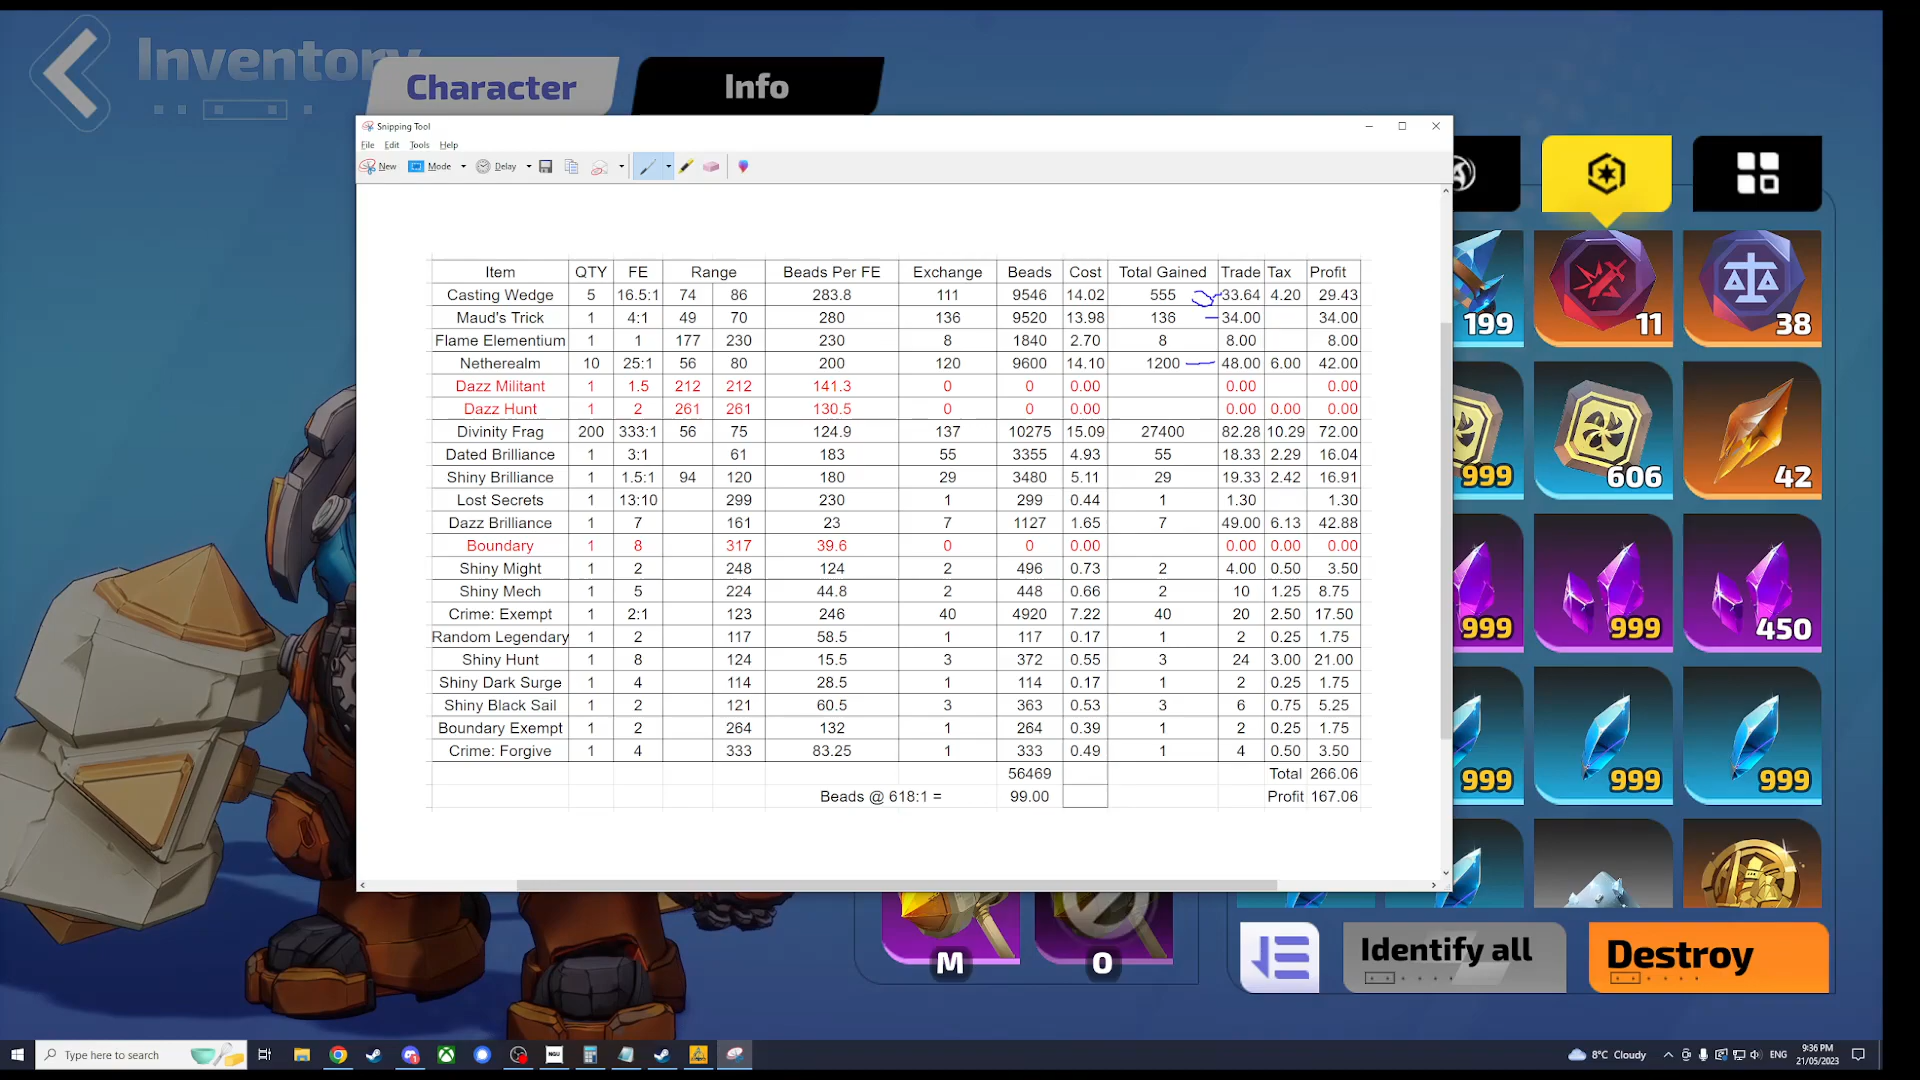 Inventory
Character
Info
Snipping Tool
File Edit Tools Help
New Mode Delay
Item QTY FE Range Beads Per FE Exchange Beads Cost Total Gained Trade Tax Profit
Casting Wedge 5 16.5:1 74 86 283.8 111 9546 14.02 555 33.64 4.20 29.43
Maud's Trick 1 4:1 49 70 280 136 9520 13.98 136 34.00 34.00
Flame Elementium 1 1 177 230 230 8 1840 2.70 8 8.00 8.00
Netherealm 10 25:1 56 80 200 120 9600 14.10 1200 48.00 6.00 42.00
Dazz Militant 1 1.5 212 212 141.3 0 0 0.00 0.00 0.00
Dazz Hunt 1 2 261 261 130.5 0 0 0.00 0.00 0.00 0.00
Divinity Frag 200 333:1 56 75 124.9 137 10275 15.09 27400 82.28 10.29 72.00
Dated Brilliance 1 3:1 61 183 55 3355 4.93 55 18.33 2.29 16.04
Shiny Brilliance 1 1.5:1 94 120 180 29 3480 5.11 29 19.33 2.42 16.91
Lost Secrets 1 13:10 299 230 1 299 0.44 1 1.30 1.30
Dazz Brilliance 1 7 161 23 7 1127 1.65 7 49.00 6.13 42.88
Boundary 1 8 317 39.6 0 0 0.00 0.00 0.00 0.00
Shiny Might 1 2 248 124 2 496 0.73 2 4.00 0.50 3.50
Shiny Mech 1 5 224 44.8 2 448 0.66 2 10 1.25 8.75
Crime: Exempt 1 2:1 123 246 40 4920 7.22 40 20 2.50 17.50
Random Legendary 1 2 117 58.5 1 117 0.17 1 2 0.25 1.75
Shiny Hunt 1 8 124 15.5 3 372 0.55 3 24 3.00 21.00
Shiny Dark Surge 1 4 114 28.5 1 114 0.17 1 2 0.25 1.75
Shiny Black Sail 1 2 121 60.5 3 363 0.53 3 6 0.75 5.25
Boundary Exempt 1 2 264 132 1 264 0.39 1 2 0.25 1.75
Crime: Forgive 1 4 333 83.25 1 333 0.49 1 4 0.50 3.50
56469 Total 266.06
Beads @ 618:1 = 99.00 Profit 167.06
199 11 38
999 606 42
999 999 450
999 999 999
M O
Identify all
Destroy
Type here to search
NGU
8°C Cloudy
ENG
9:36 PM
21/05/2023